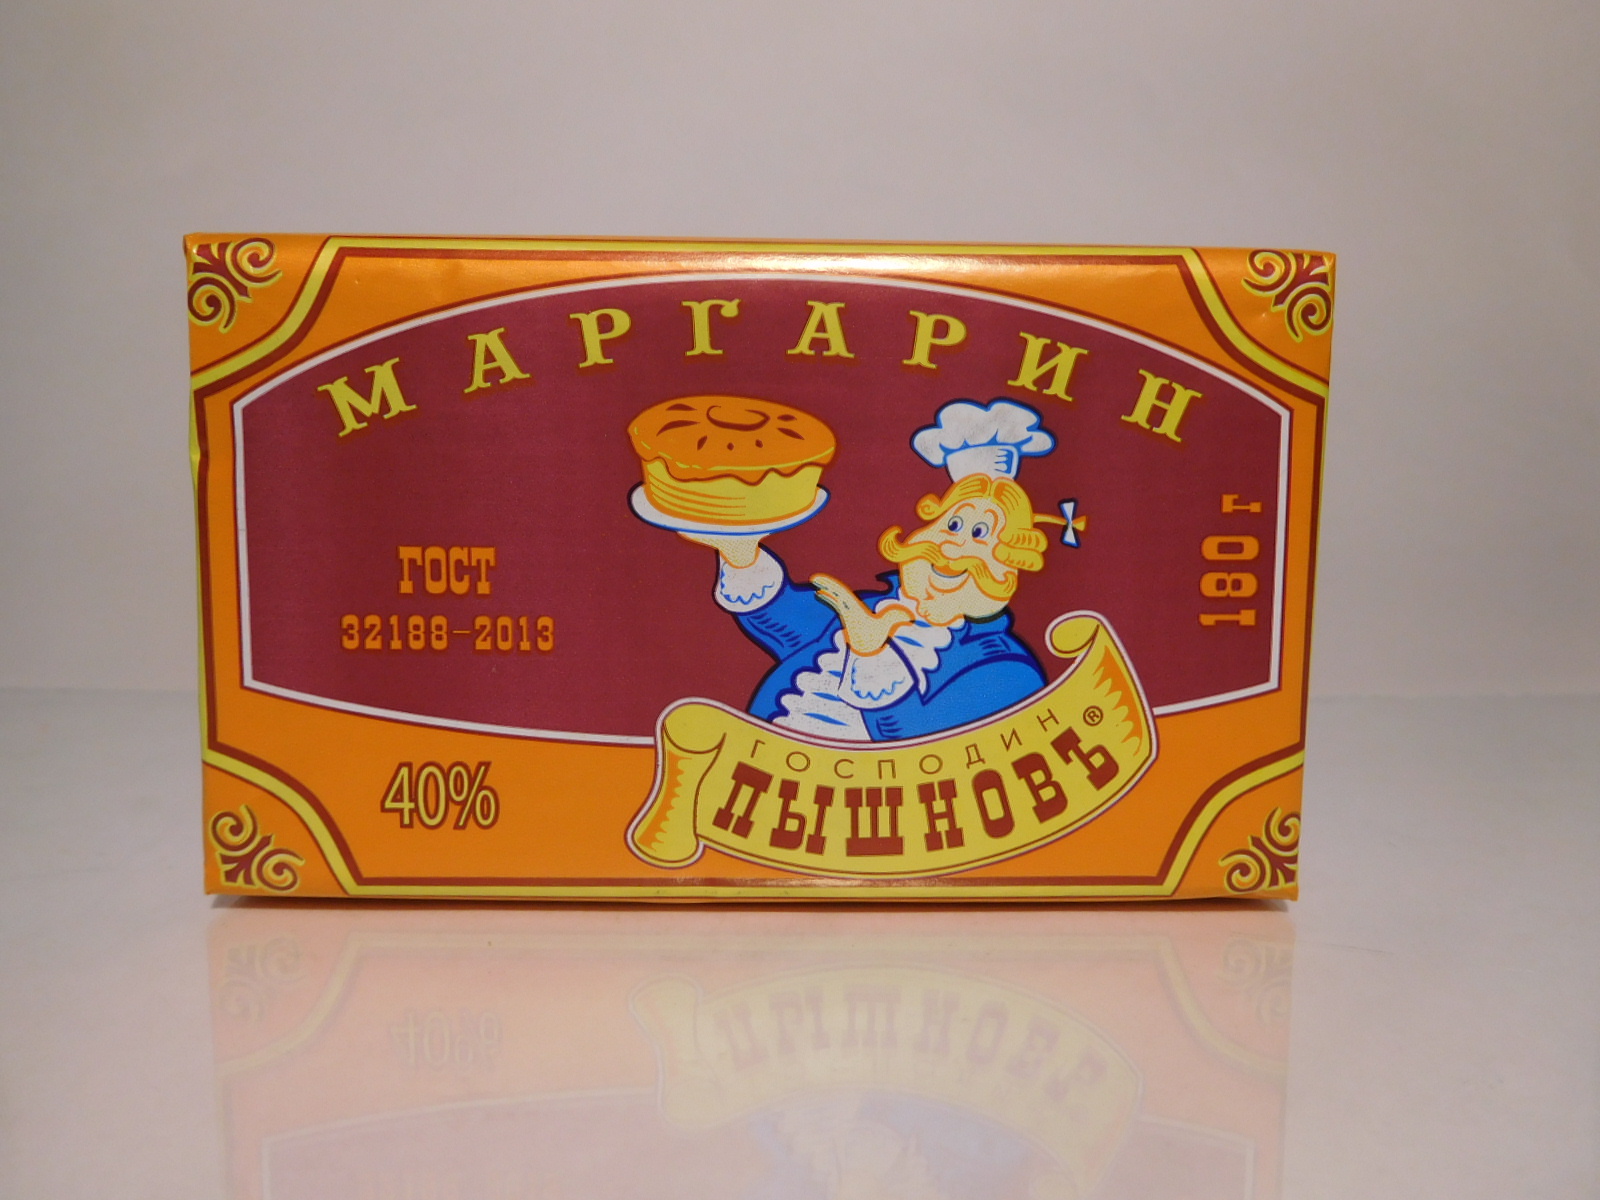 МАРГАРИН
ГОСТ
32188-2013
180 г
40%
ГОСПОДИН
ПЫШНОВЪ®